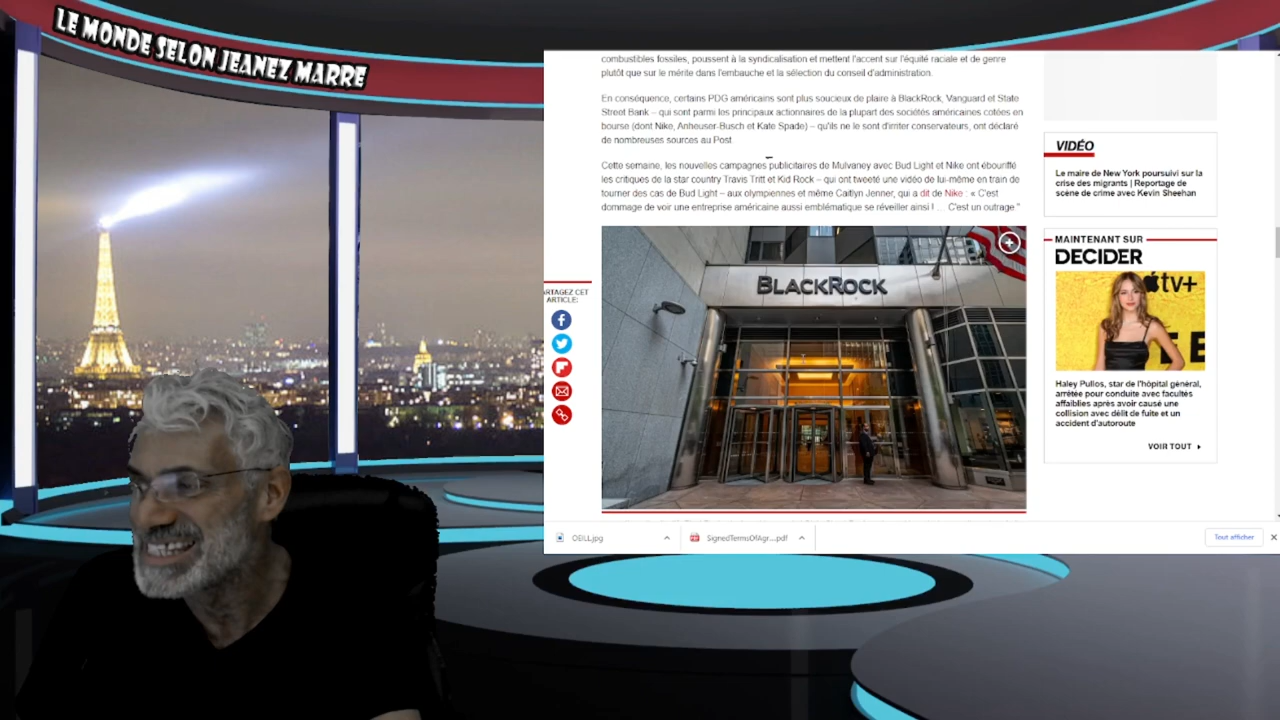 LE MONDE SELON JEANEZ MARRE
combustibles fossiles, poussent à la syndicalisation et mettent l'accent sur l'équité raciale et de genre
plutôt que sur le mérite dans l'embauche et la sélection du conseil d'administration.
En conséquence, certains PDG américains sont plus soucieux de plaire à BlackRock, Vanguard et State
Street Bank – qui sont parmi les principaux actionnaires de la plupart des sociétés américaines cotées en
bourse (dont Nike, Anheuser-Busch et Kate Spade) – qu'ils ne le sont d'irriter conservateurs, ont déclaré
de nombreuses sources au Post
Cette semaine, les nouvelles campagnes publicitaires de Mulvaney avec Bud Light et Nike ont ébouriffé
les critiques de la star country Travis Tritt et Kid Rock – qui ont tweeté une vidéo de lui-même en train de
tourner des cas de Bud Light – aux olympiennes et même Caitlyn Jenner, qui a dit de Nike : « C'est
dommage de voir une entreprise américaine aussi emblématique se réveiller ainsi ! ... C'est un outrage."
RTAGEZ CET
ARTICLE:
BLACKROCK
VIDÉO
Le maire de New York poursuivi sur la
crise des migrants | Reportage de
scène de crime avec Kevin Sheehan
MAINTENANT SUR
DECIDER
tv+
Haley Pullos, star de l'hôpital général,
arrêtée pour conduite avec facultés
affaiblies après avoir causé une
collision avec délit de fuite et un
accident d'autoroute
VOIR TOUT
OEILL.jpg
SignedTermsOfAgr....pdf
Tout afficher